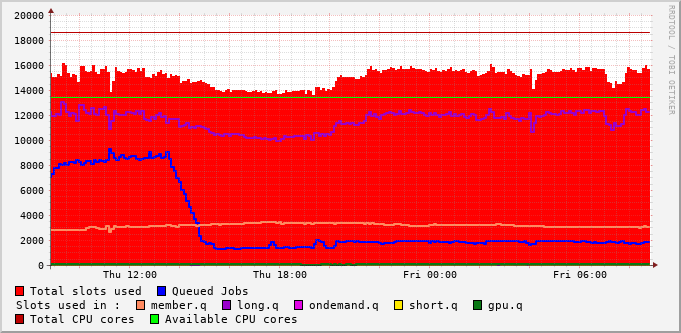 20000
18000
16000
14000
12000
10000
8000
6000
4000
2000
0
Thu 12:00 Thu 18:00 Fri 00:00 Fri 06:00
Total slots used Queued Jobs
Slots used in : member.q long.q ondemand.q short.q gpu.q
Total CPU cores Available CPU cores
RRDTOOL / TOBI OETIKER